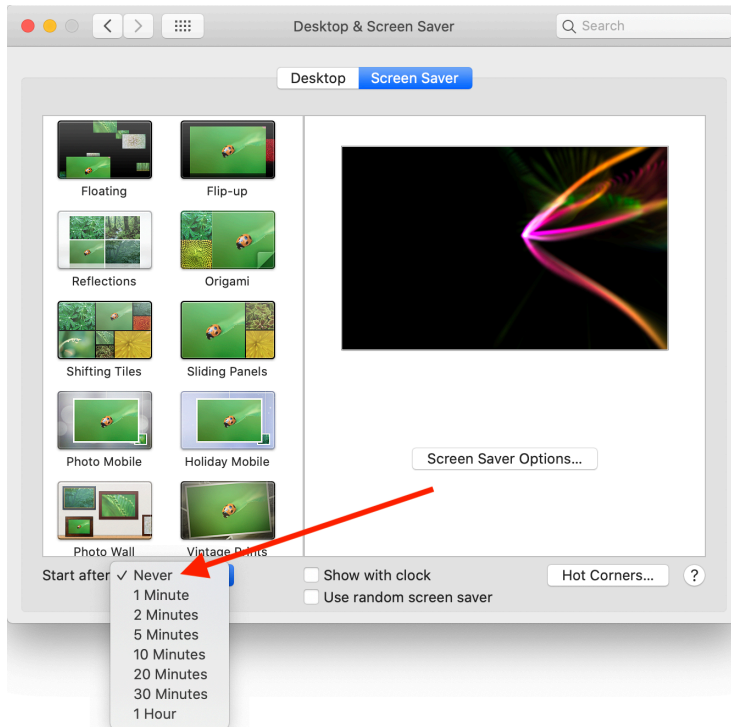 Desktop & Screen Saver
Search
Desktop Screen Saver
Floating Flip-up
Reflections Origami
Shifting Tiles Sliding Panels
Photo Mobile Holiday Mobile
Screen Saver Options...
Photo Wall Vintage Prints
Start after ✓ Never Show with clock Hot Corners... ?
1 Minute Use random screen saver
2 Minutes
5 Minutes
10 Minutes
20 Minutes
30 Minutes
1 Hour